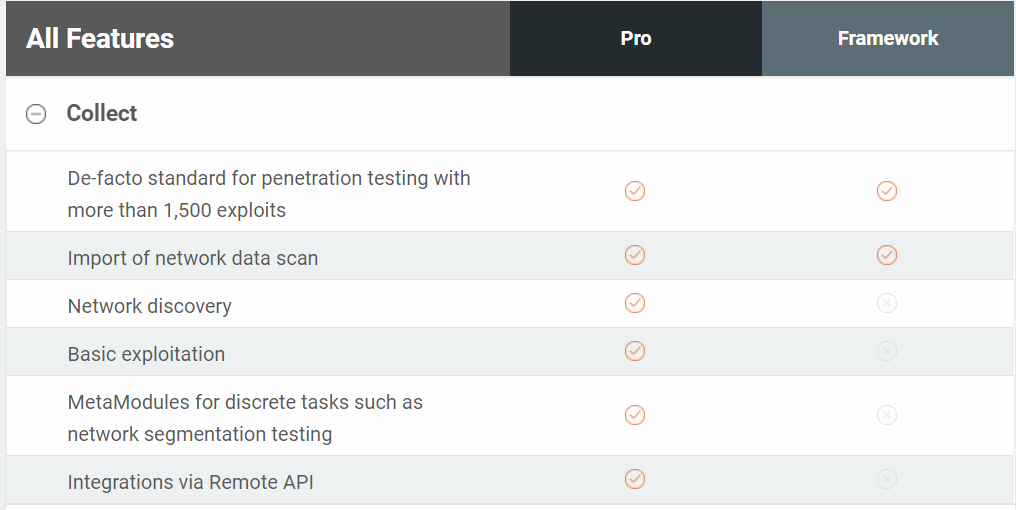 All Features Pro Framework
Collect
De-facto standard for penetration testing with
more than 1,500 exploits
Import of network data scan
Network discovery
Basic exploitation
MetaModules for discrete tasks such as
network segmentation testing
Integrations via Remote API